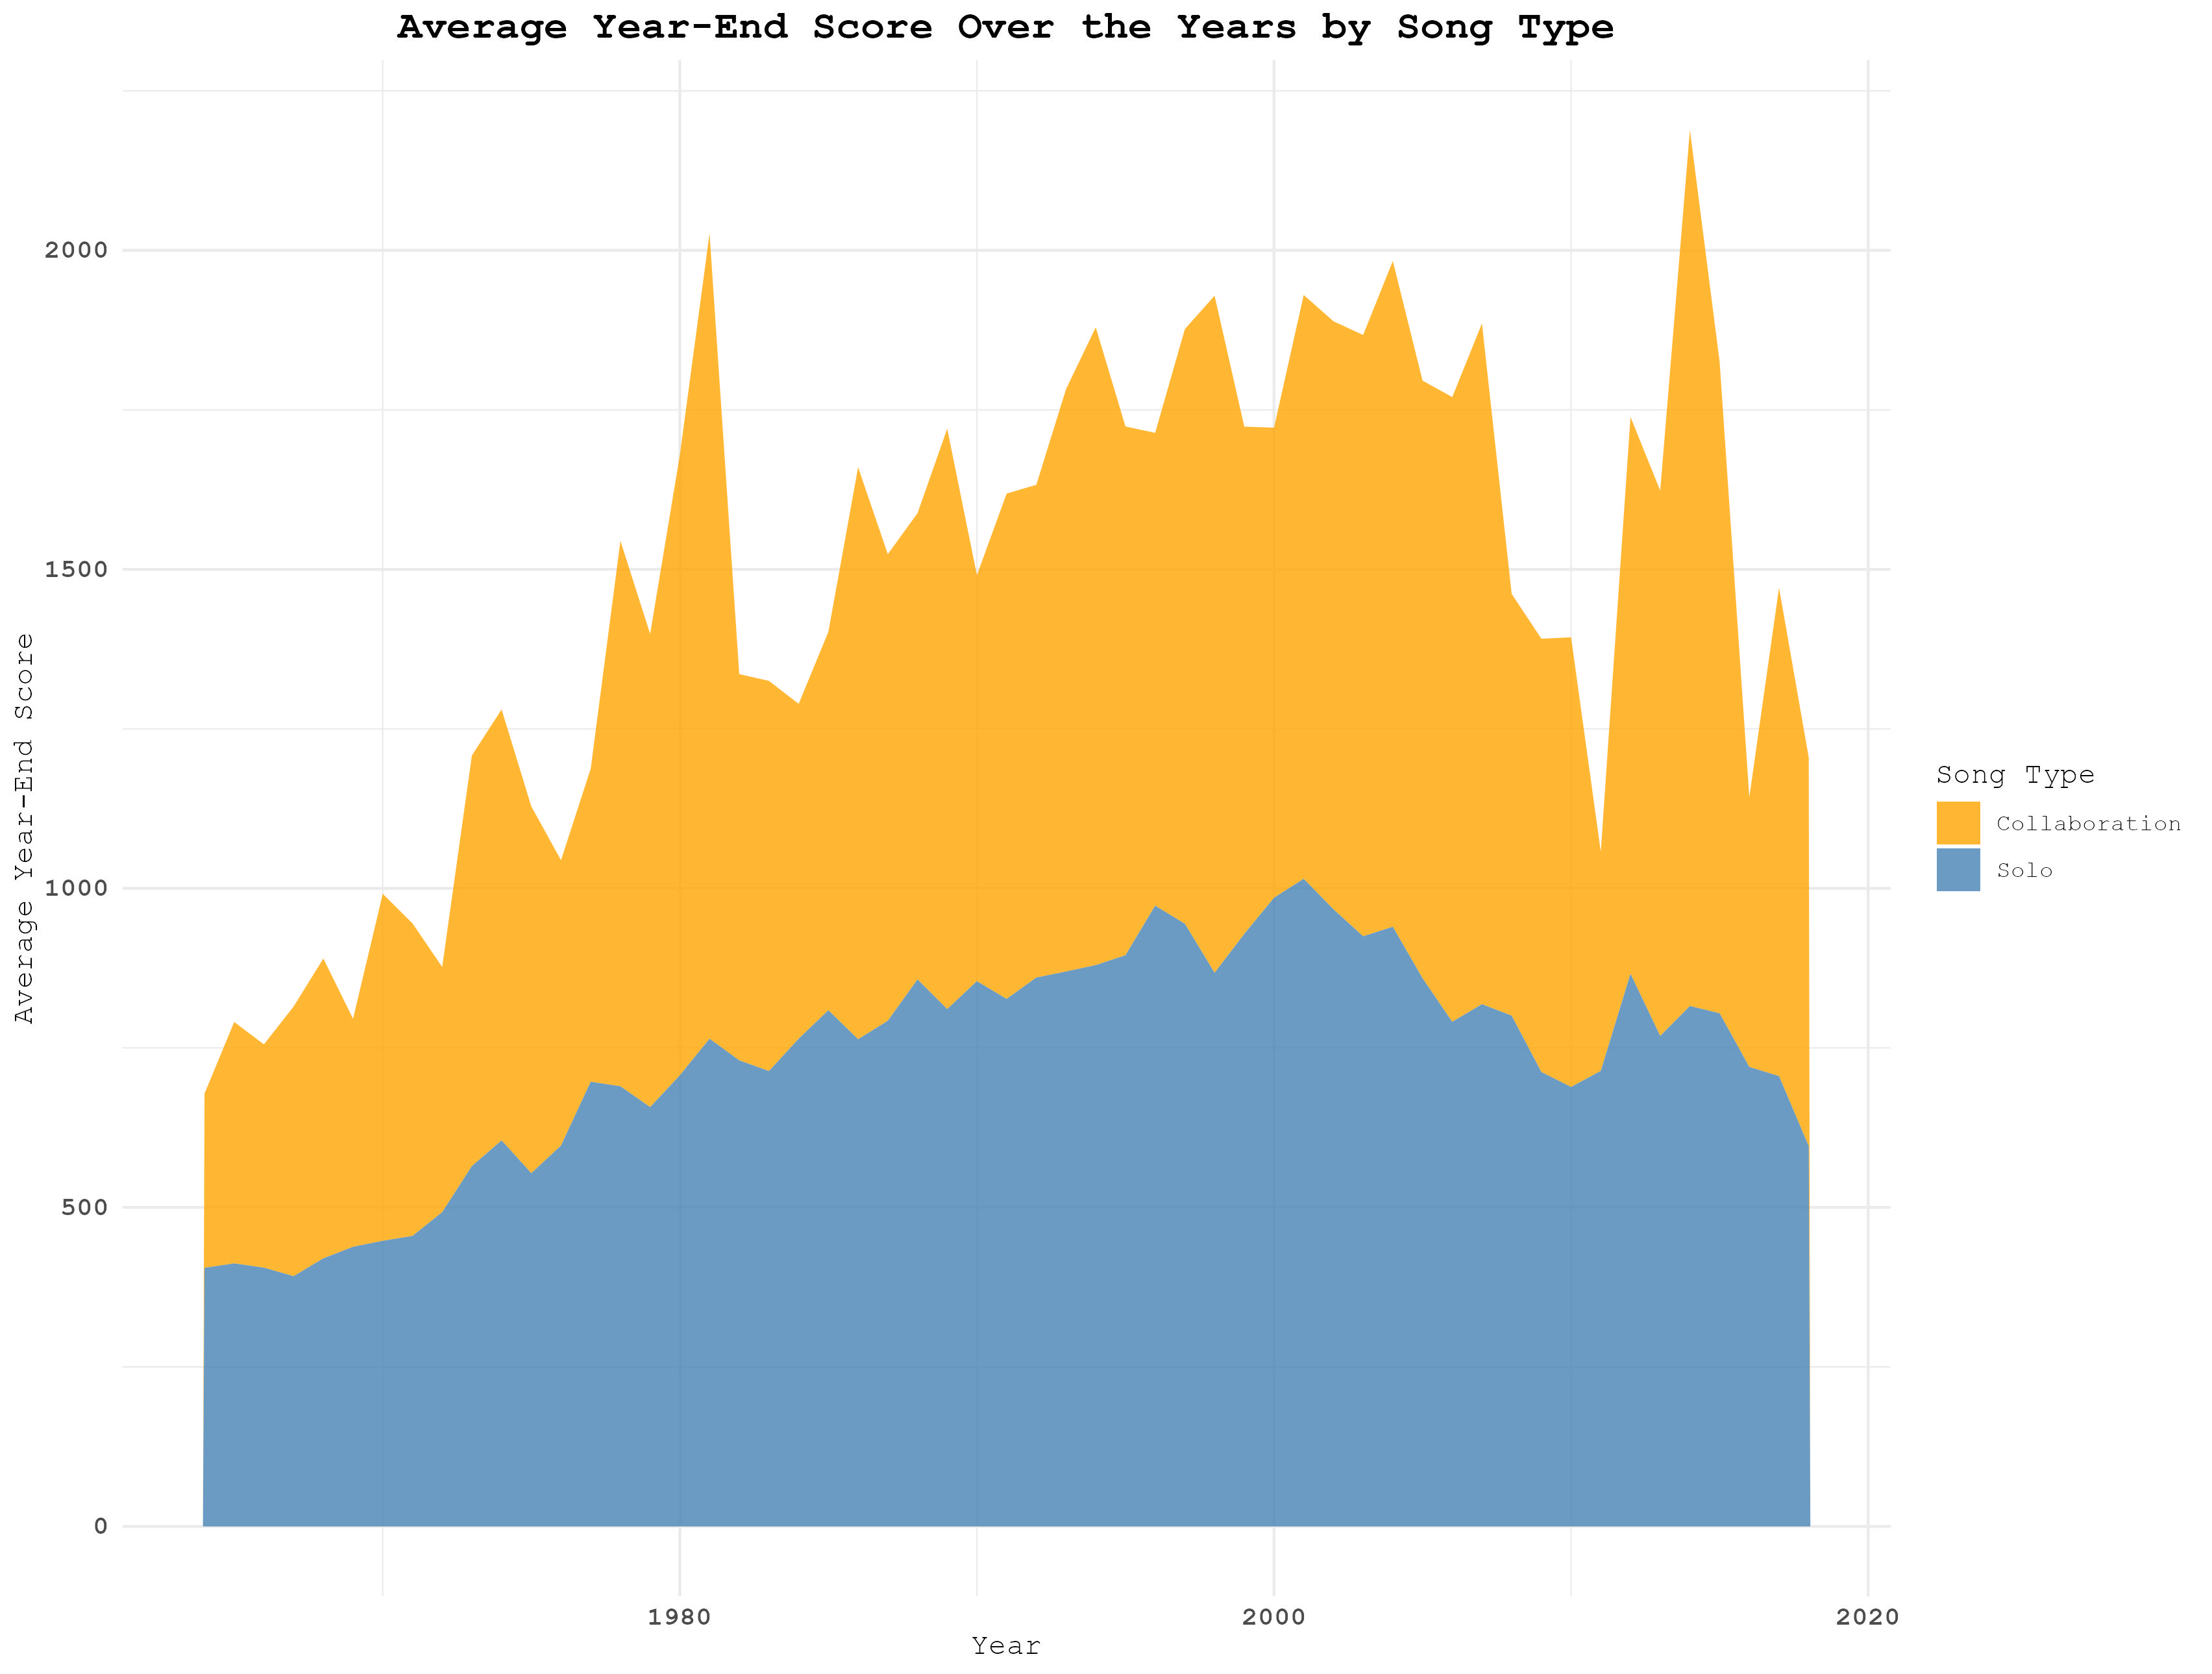 Average Year-End Score Over the Years by Song Type
Average Year-End Score
2000
1500
1000
500
0
1980
2000
2020
Year
Song Type
Collaboration
Solo